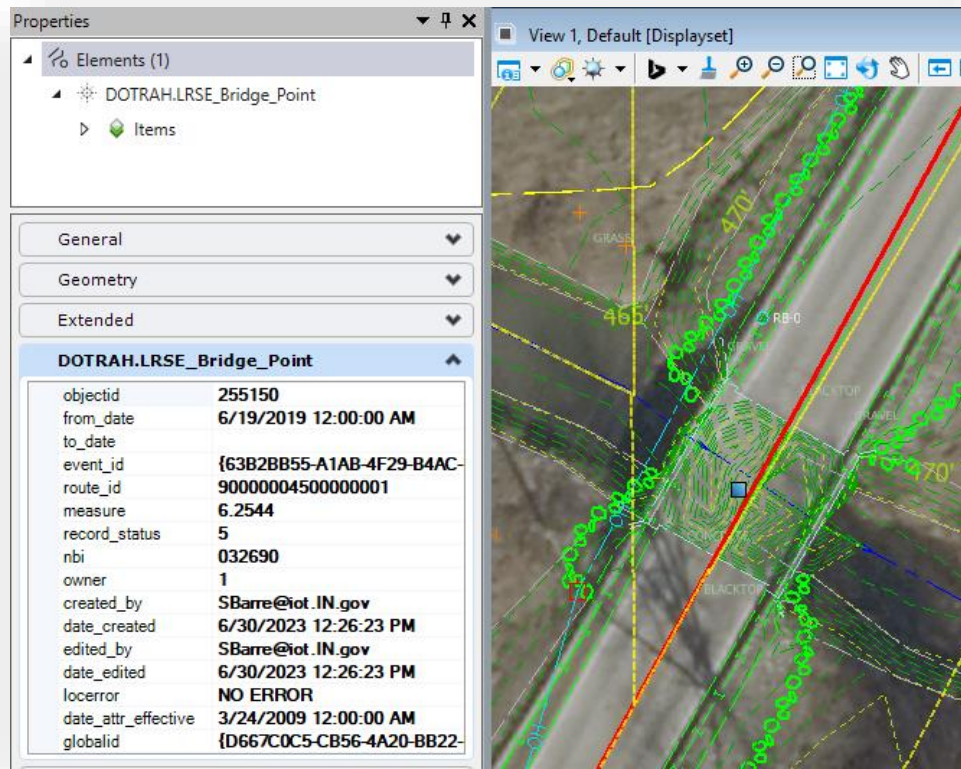 Properties
Elements (1)
DOTRAH.LRSE_Bridge_Point
Items
General
Geometry
Extended
DOTRAH.LRSE_Bridge_Point
objectid 255150
from_date 6/19/2019 12:00:00 AM
to_date
event_id {63B2BB55-A1AB-4F29-B4AC-
route_id 90000004500000001
measure 6.2544
record_status 5
nbi 032690
owner 1
created_by SBarre@iot.IN.gov
date_created 6/30/2023 12:26:23 PM
edited_by SBarre@iot.IN.gov
date_edited 6/30/2023 12:26:23 PM
locerror NO ERROR
date_attr_effective 3/24/2009 12:00:00 AM
globalid {D667C0C5-CB56-4A20-BB22-
View 1, Default [Displayset]
470'
GRASS
465'
RB-0
GRAVEL
BLACKTOP
GRAVEL
470'
BLACKTOP